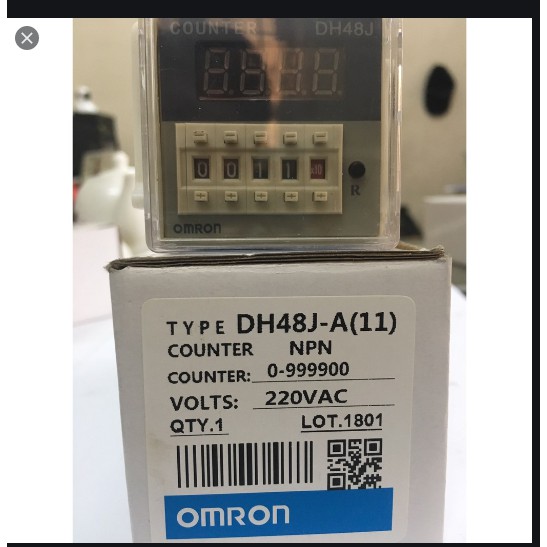 COUNTER DH48J
0 0 1 1 x10
R
OMRON
TYPE DH48J-A(11)
COUNTER NPN
COUNTER: 0-999900
VOLTS: 220VAC
QTY.1 LOT.1801
OMRON